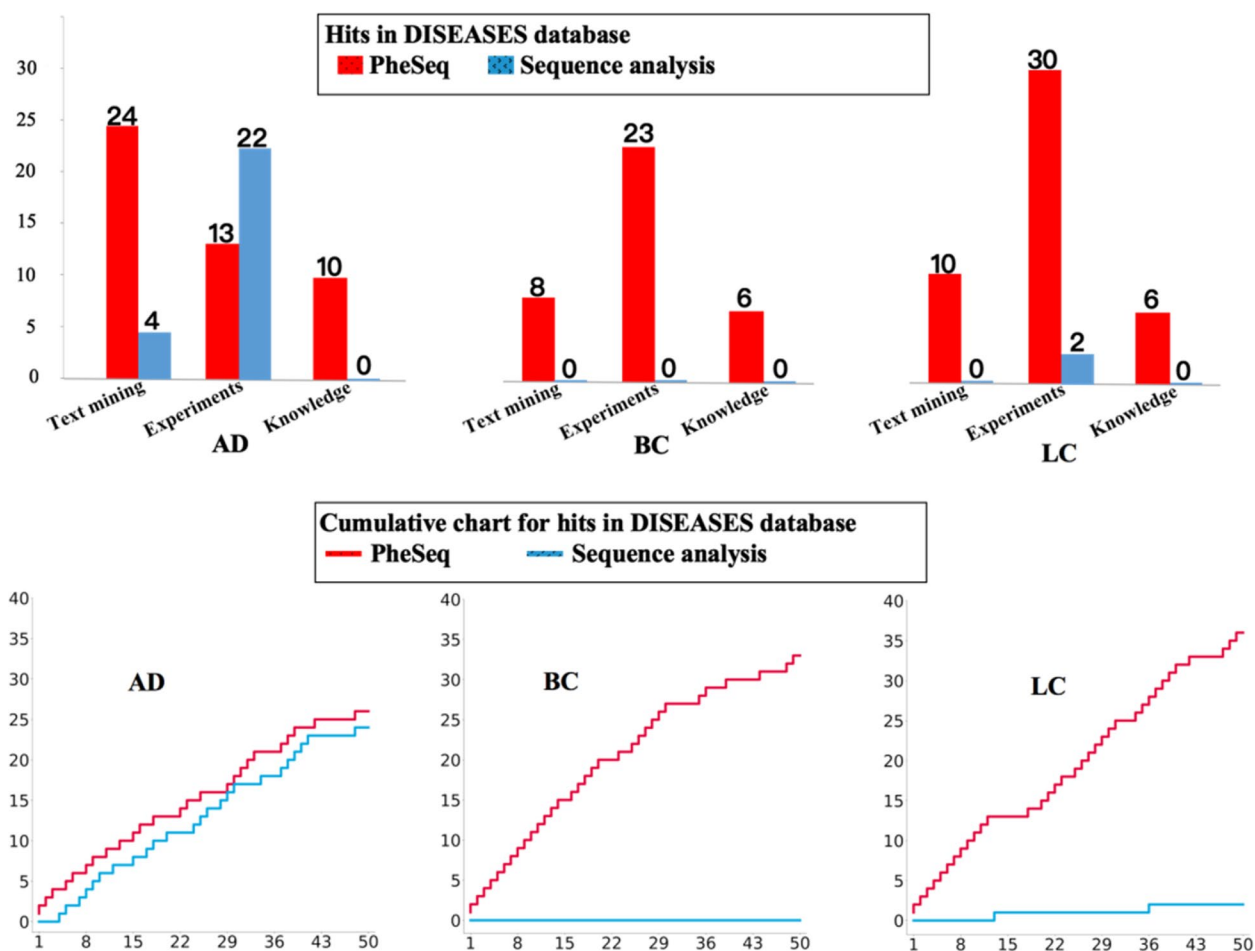 Hits in DISEASES database
PheSeq Sequence analysis
30
25
20
15
10
5
0
24
4
13
22
10
0
Text mining
Experiments
Knowledge
AD
8
0
23
0
6
0
Text mining
Experiments
Knowledge
BC
10
0
30
2
6
0
Text mining
Experiments
Knowledge
LC
Cumulative chart for hits in DISEASES database
PheSeq Sequence analysis
40
35
30
25
20
15
10
5
0
AD
1 8 15 22 29 36 43 50
40
35
30
25
20
15
10
5
0
BC
1 8 15 22 29 36 43 50
40
35
30
25
20
15
10
5
0
LC
1 8 15 22 29 36 43 50